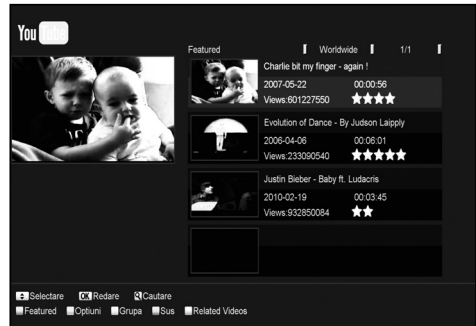 YouTube
Featured Worldwide 1/1
Charlie bit my finger - again !
2007-05-22 00:00:56
Views:601227550
Evolution of Dance - By Judson Laipply
2006-04-06 00:06:01
Views:233090540
Justin Bieber - Baby ft. Ludacris
2010-02-19 00:03:45
Views:932850084
Selectare OK Redare Cautare
Featured Optiuni Grupa Sus Related Videos